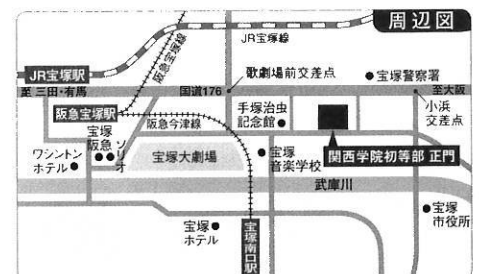 周辺図
JR宝塚線
阪急宝塚線
JR宝塚駅
歌劇場前交差点
宝塚警察署
至 三田・有馬
国道176
至大阪
阪急宝塚駅
阪急今津線
手塚治虫
記念館
小浜
交差点
宝塚
阪急
ソリオ
宝塚大劇場
宝塚
音楽学校
関西学院初等部 正門
ワシントン
ホテル
武庫川
宝塚
ホテル
宝塚南口駅
宝塚
市役所